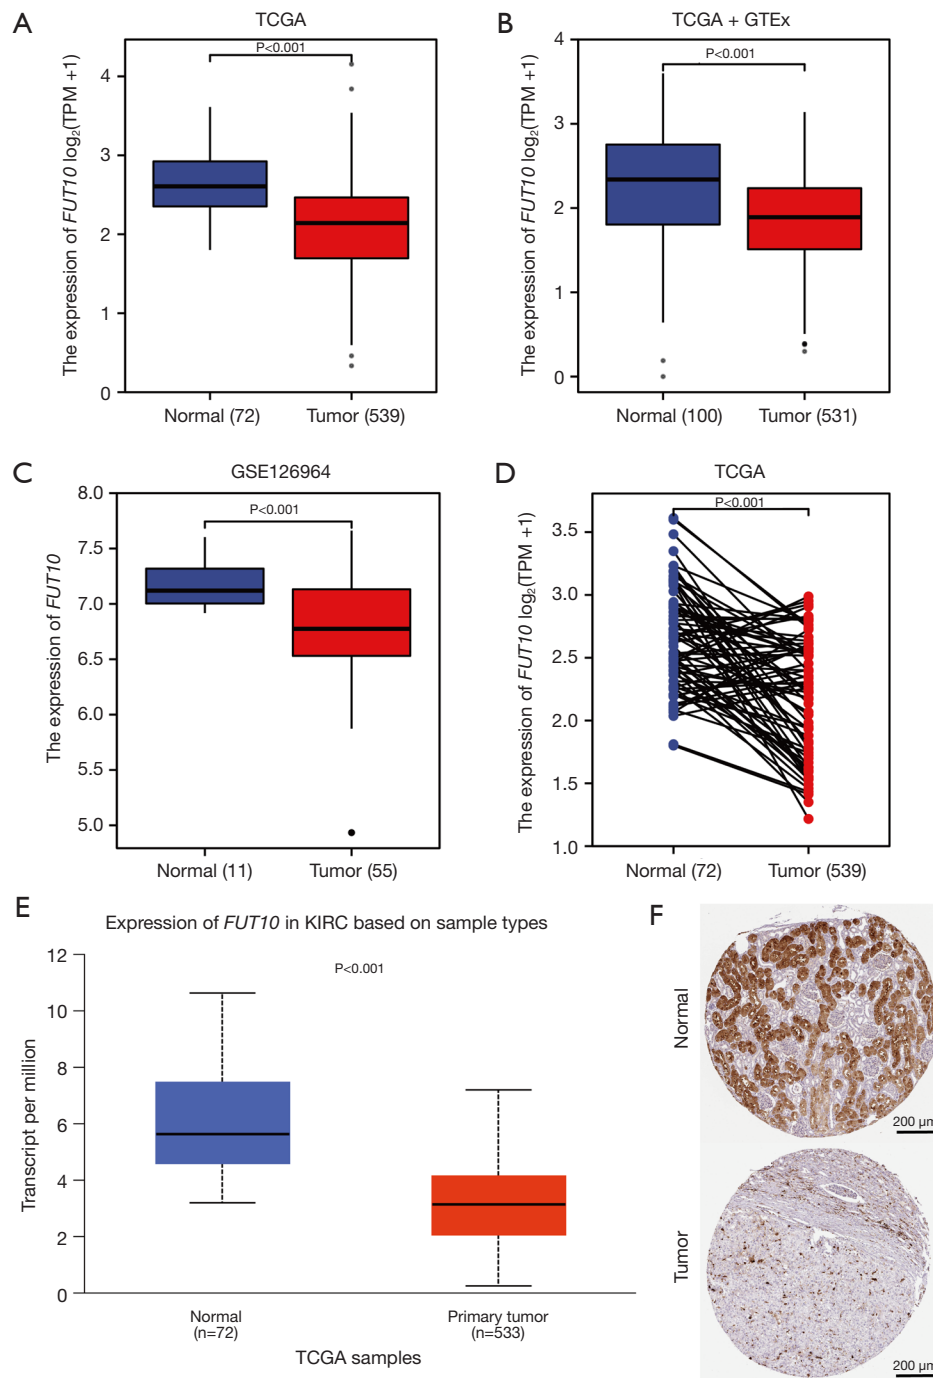 A
TCGA
The expression of FUT10 log₂(TPM +1)
P<0.001
4
3
2
1
0
Normal (72)
Tumor (539)
B
TCGA + GTEx
The expression of FUT10 log₂(TPM +1)
P<0.001
4
3
2
1
0
Normal (100)
Tumor (531)
C
GSE126964
The expression of FUT10
P<0.001
8.0
7.5
7.0
6.5
6.0
5.5
5.0
Normal (11)
Tumor (55)
D
TCGA
The expression of FUT10 log₂(TPM +1)
P<0.001
3.5
3.0
2.5
2.0
1.5
1.0
Normal (72)
Tumor (539)
E
Expression of FUT10 in KIRC based on sample types
P<0.001
Transcript per million
12
10
8
6
4
2
0
Normal
(n=72)
Primary tumor
(n=533)
TCGA samples
F
Normal
200 μm
Tumor
200 μm